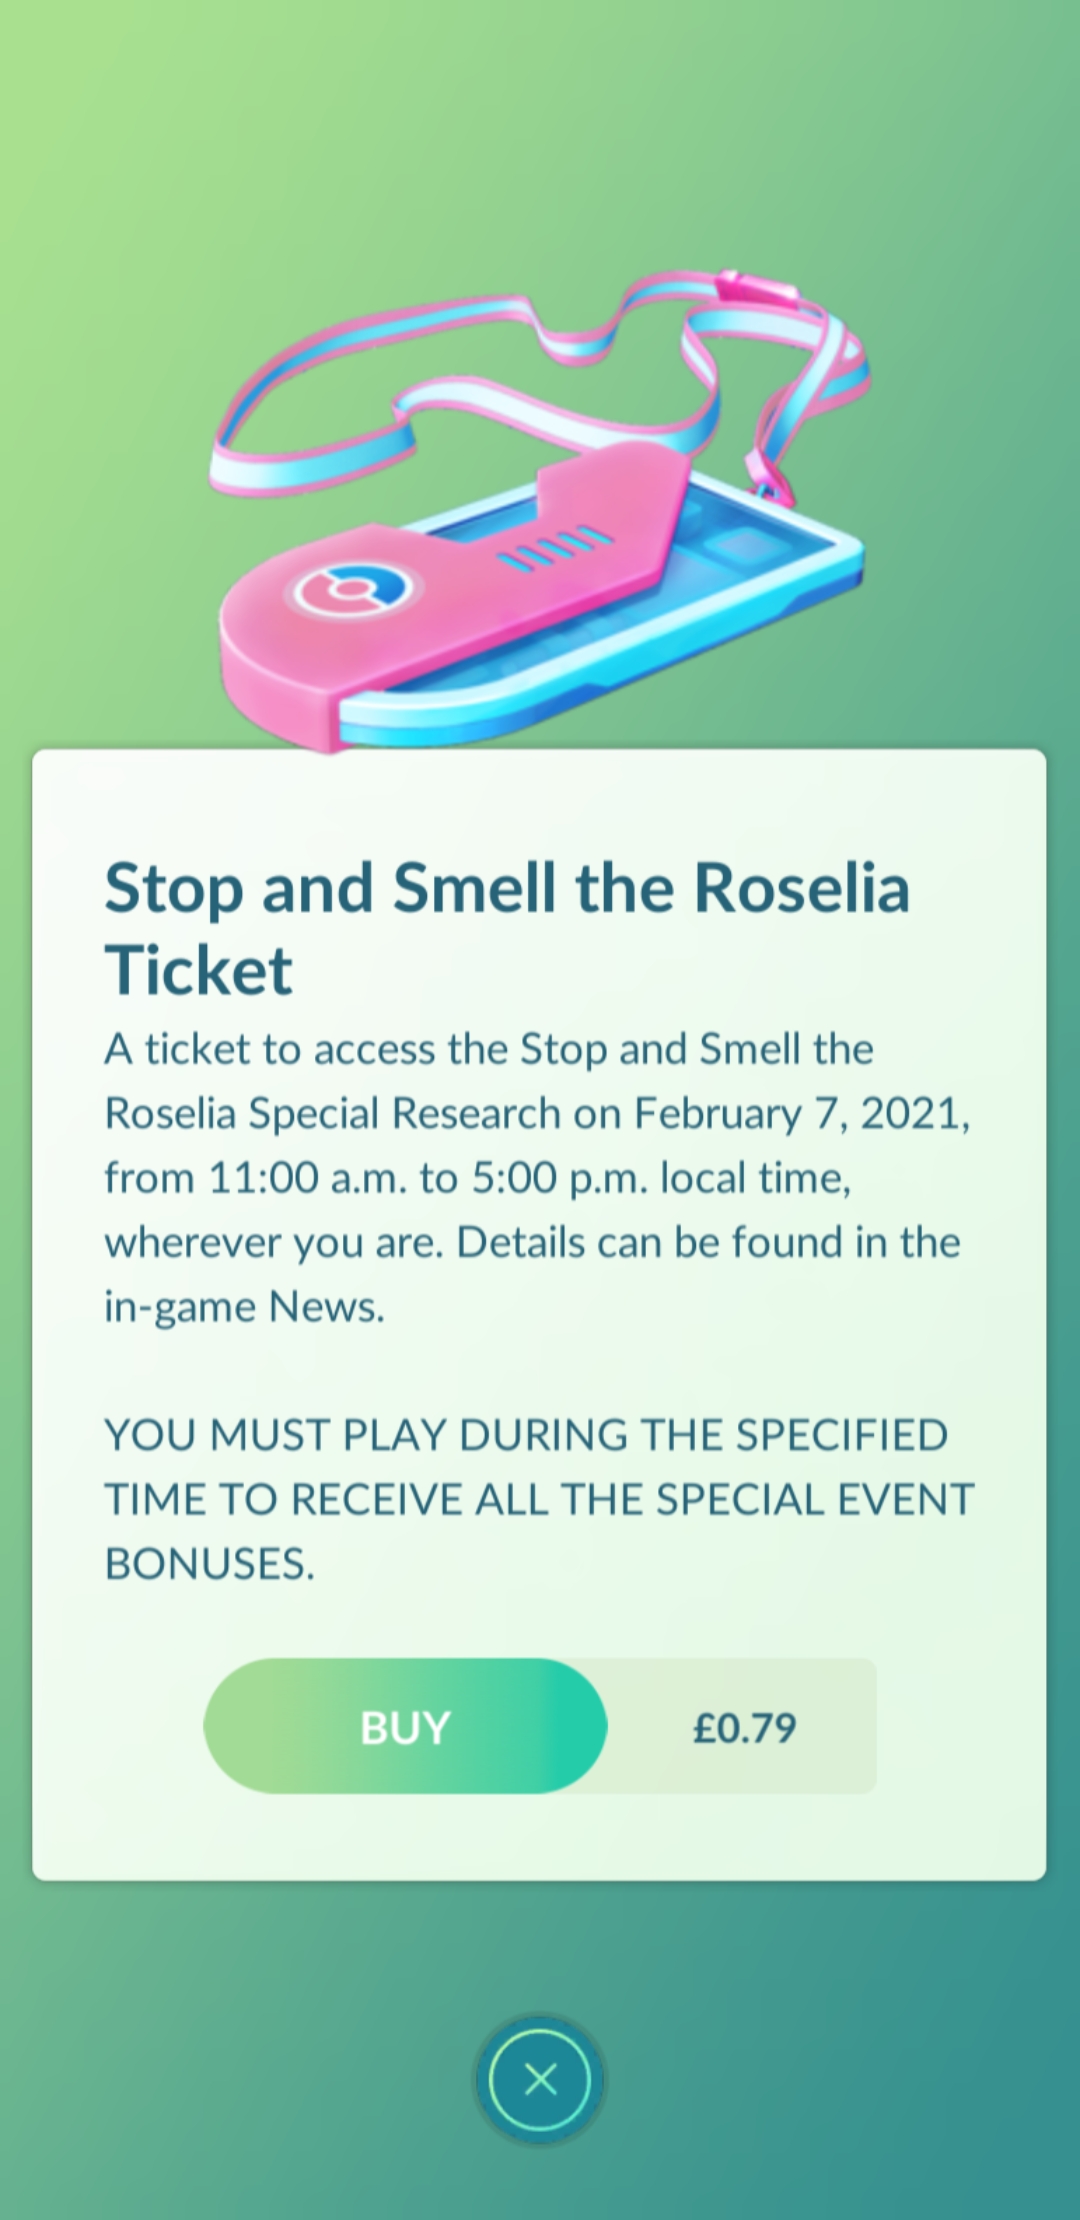 Stop and Smell the Roselia
Ticket
A ticket to access the Stop and Smell the
Roselia Special Research on February 7, 2021,
from 11:00 a.m. to 5:00 p.m. local time,
wherever you are. Details can be found in the
in-game News.
YOU MUST PLAY DURING THE SPECIFIED
TIME TO RECEIVE ALL THE SPECIAL EVENT
BONUSES.
BUY £0.79